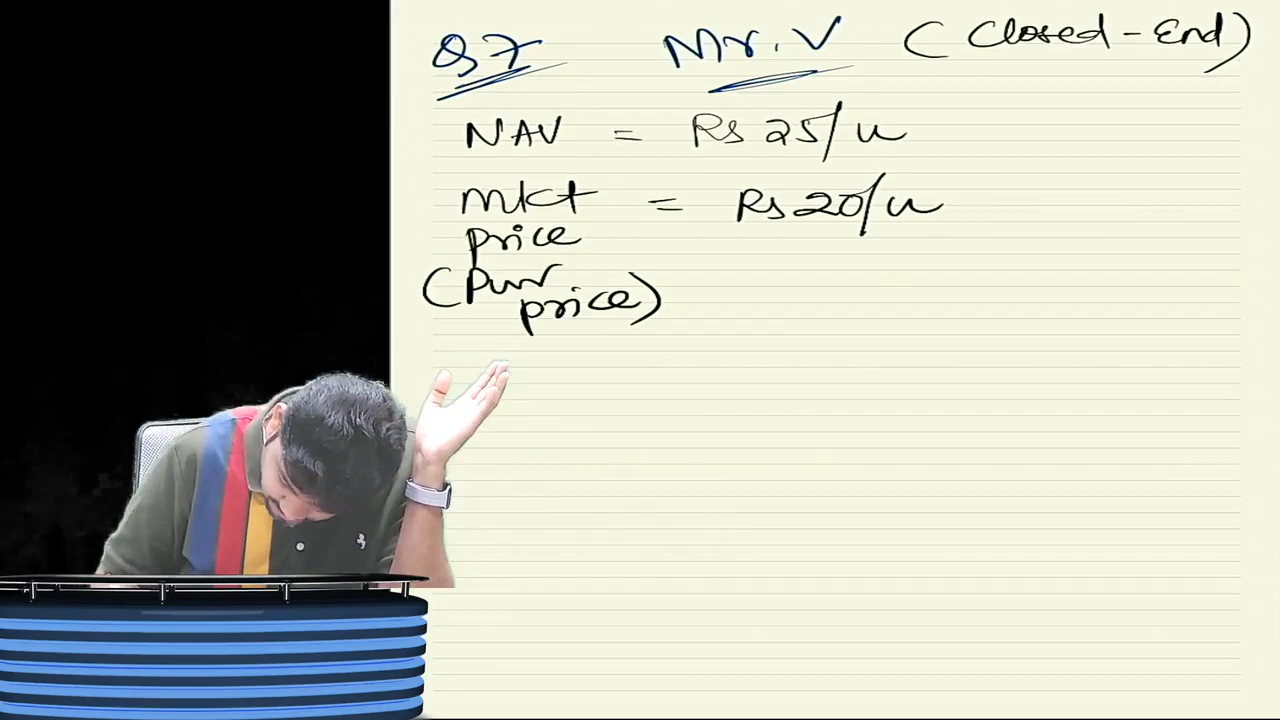 Q7 Mr. V (Closed-End)
NAV = Rs 25/u
mkt = Rs 20/u
price
(Pur
price)